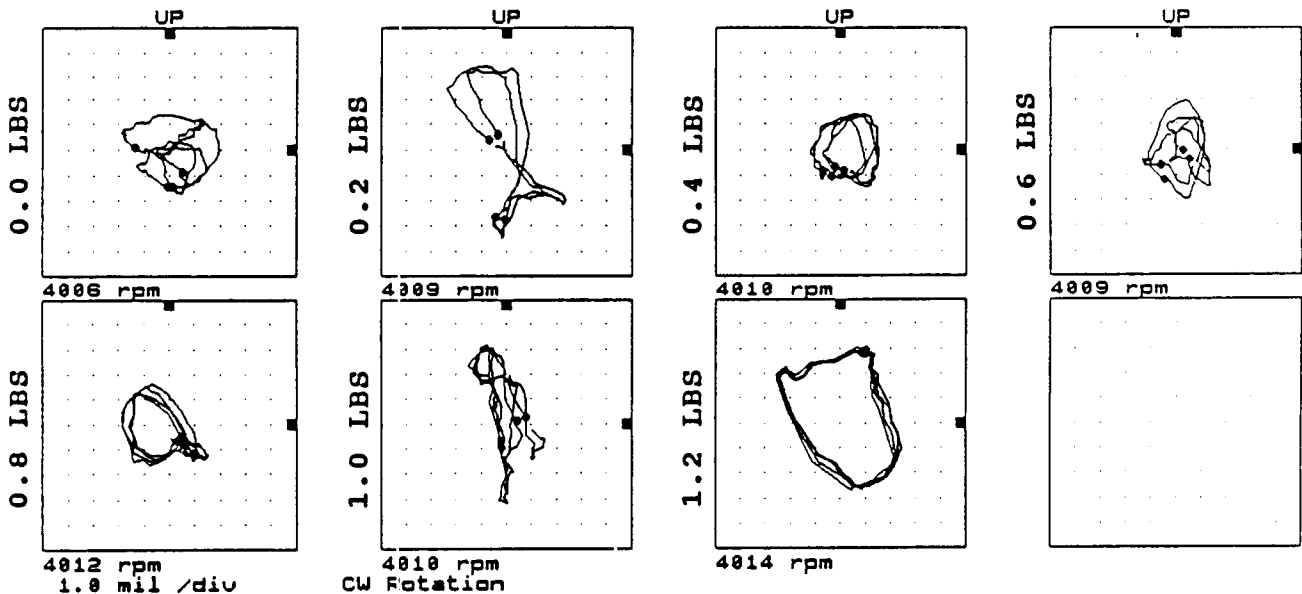 UP
UP
UP
UP
0.0 LBS
0.2 LBS
0.4 LBS
0.6 LBS
4006 rpm
4009 rpm
4010 rpm
4009 rpm
0.8 LBS
1.0 LBS
1.2 LBS
4012 rpm
4010 rpm
4014 rpm
1.0 mil /div
CW Rotation